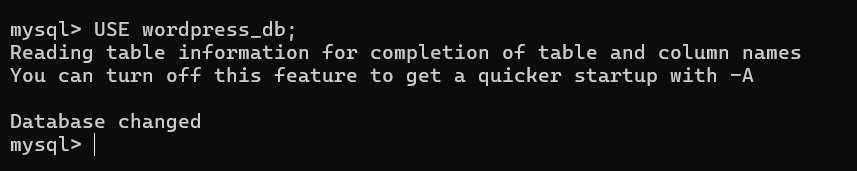 mysql> USE wordpress_db;
Reading table information for completion of table and column names
You can turn off this feature to get a quicker startup with -A
Database changed
mysql>